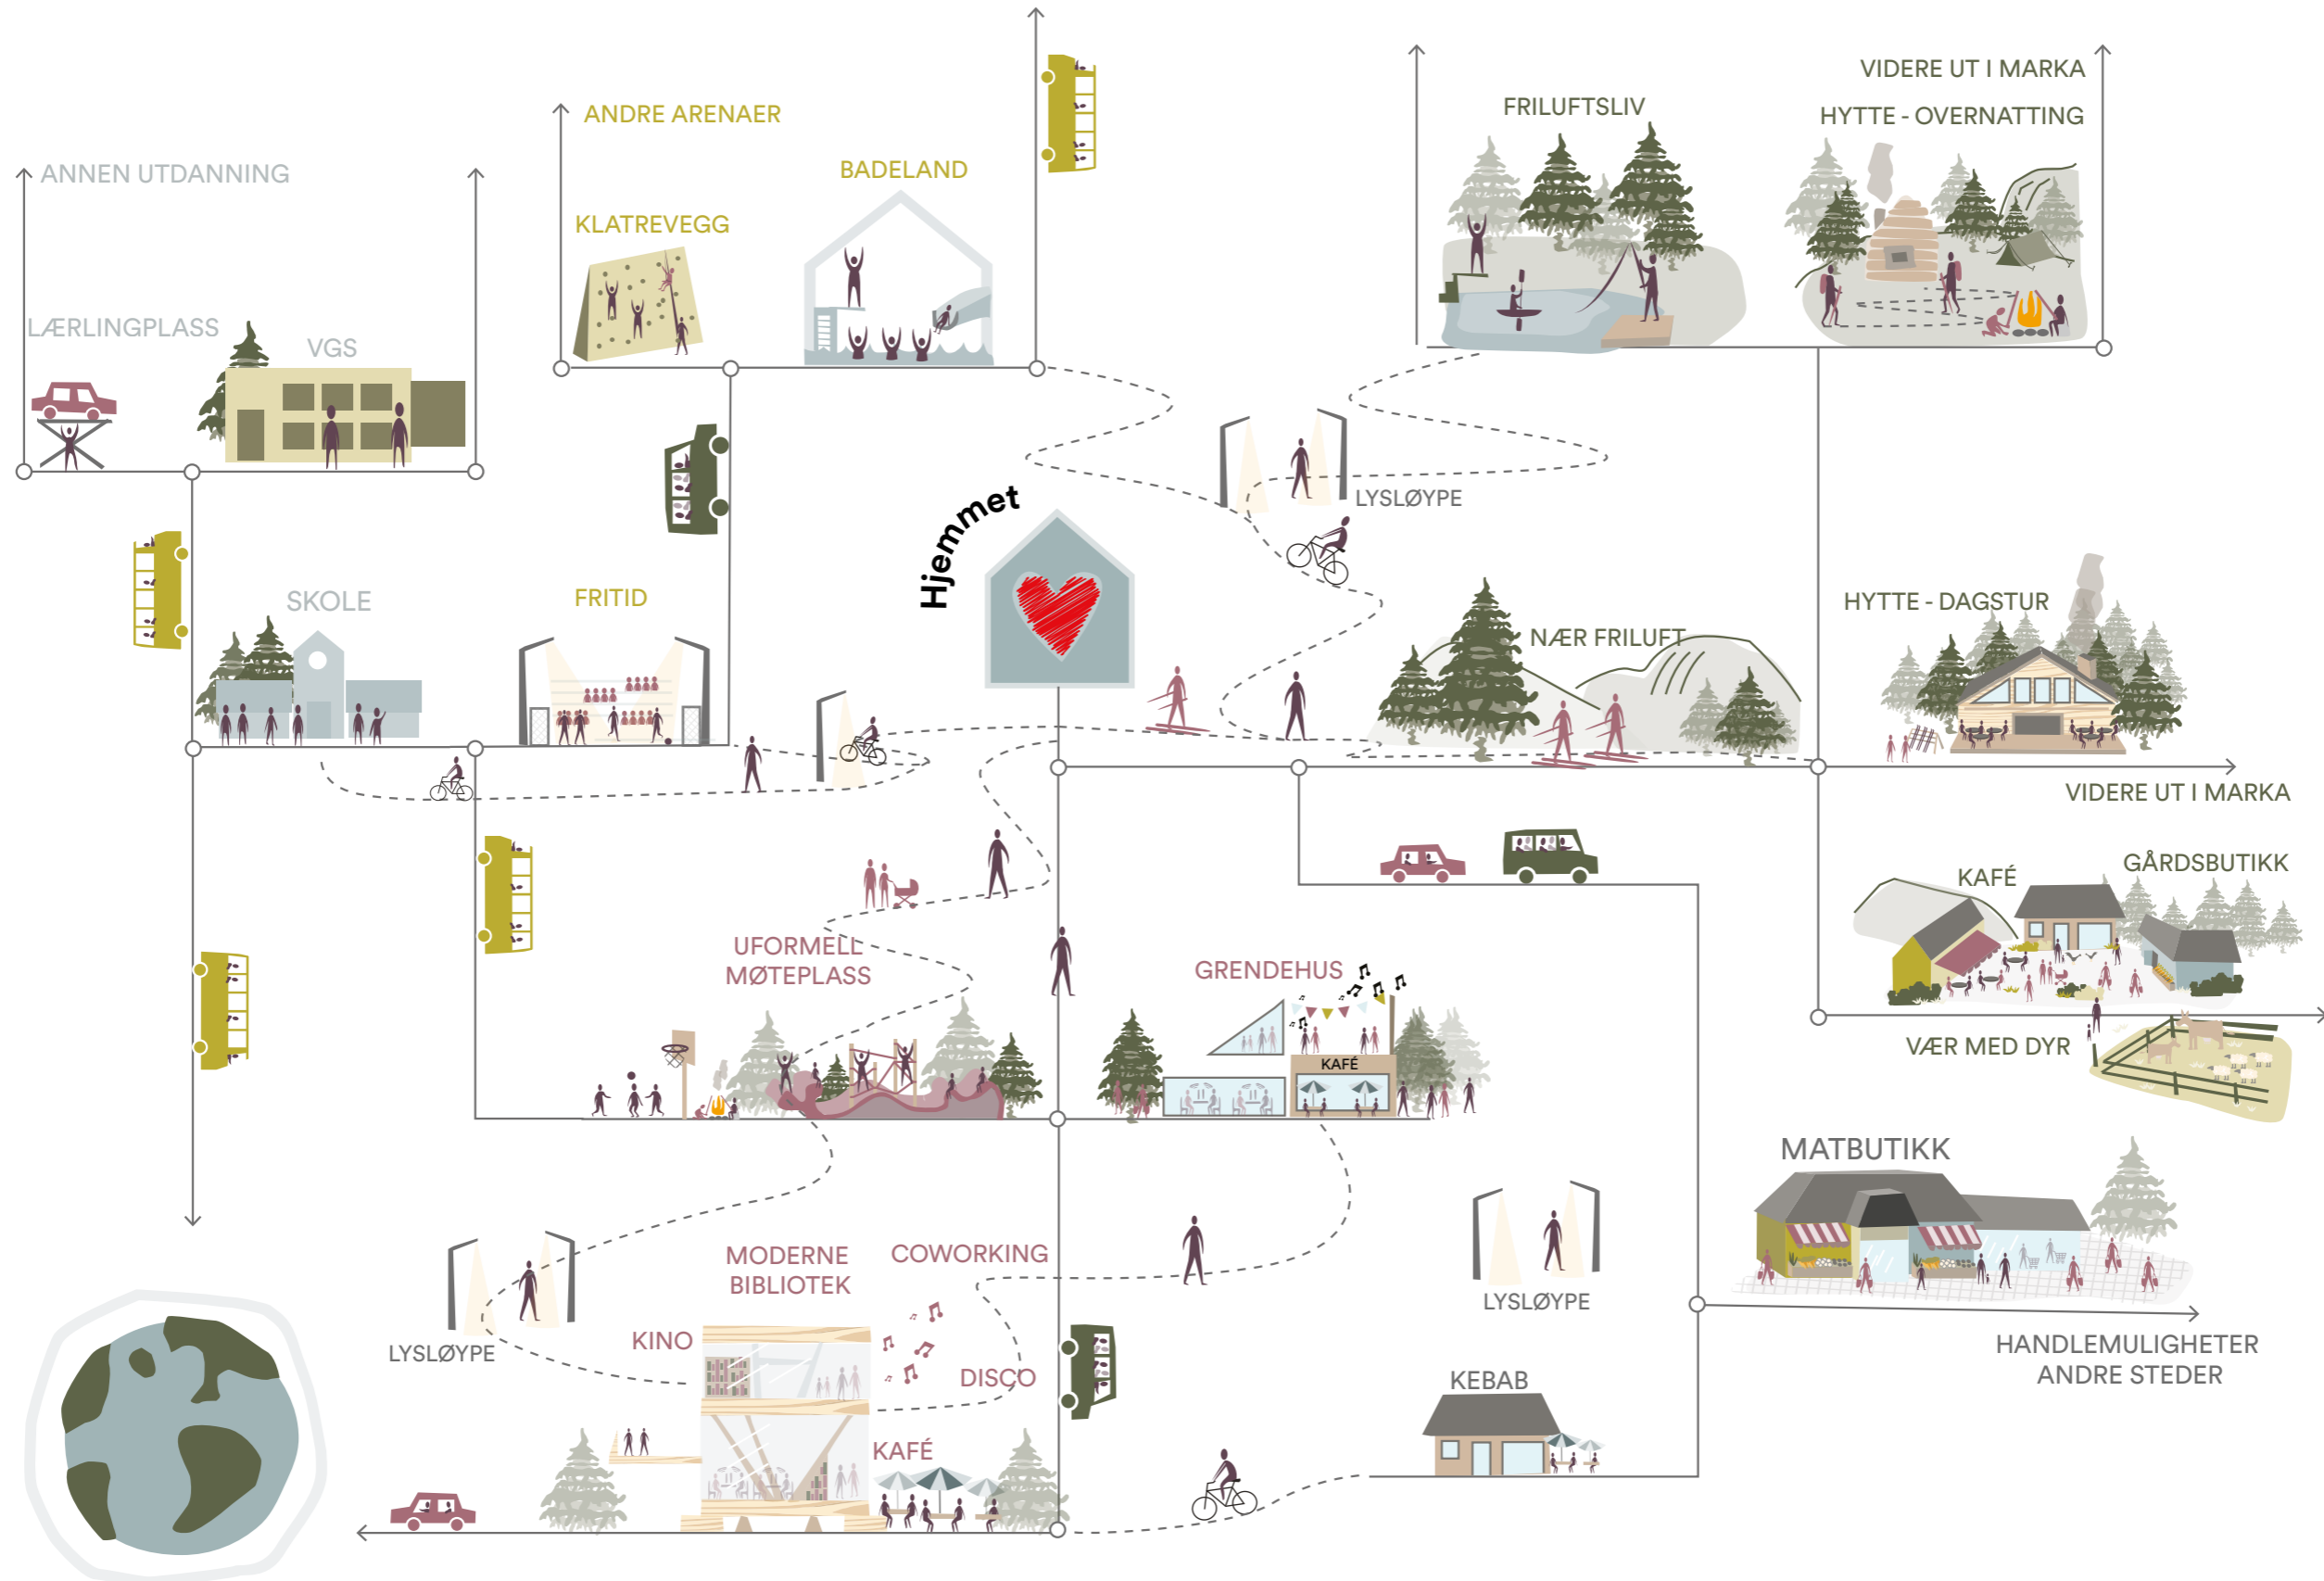 VIDERE UT I MARKA
FRILUFTSLIV
HYTTE - OVERNATTING
ANDRE ARENAER
BADELAND
ANNEN UTDANNING
KLATREVEGG
LÆRLINGPLASS
VGS
LYSLØYPE
Hjemmet
SKOLE
FRITID
HYTTE - DAGSTUR
NÆR FRILUFT
VIDERE UT I MARKA
GÅRDSBUTIKK
KAFÉ
UFORMELL
MØTEPLASS
GRENDEHUS
KAFÉ
VÆR MED DYR
MATBUTIKK
MODERNE
BIBLIOTEK
COWORKING
LYSLØYPE
KINO
LYSLØYPE
DISCO
HANDLEMULIGHETER
ANDRE STEDER
KEBAB
KAFÉ